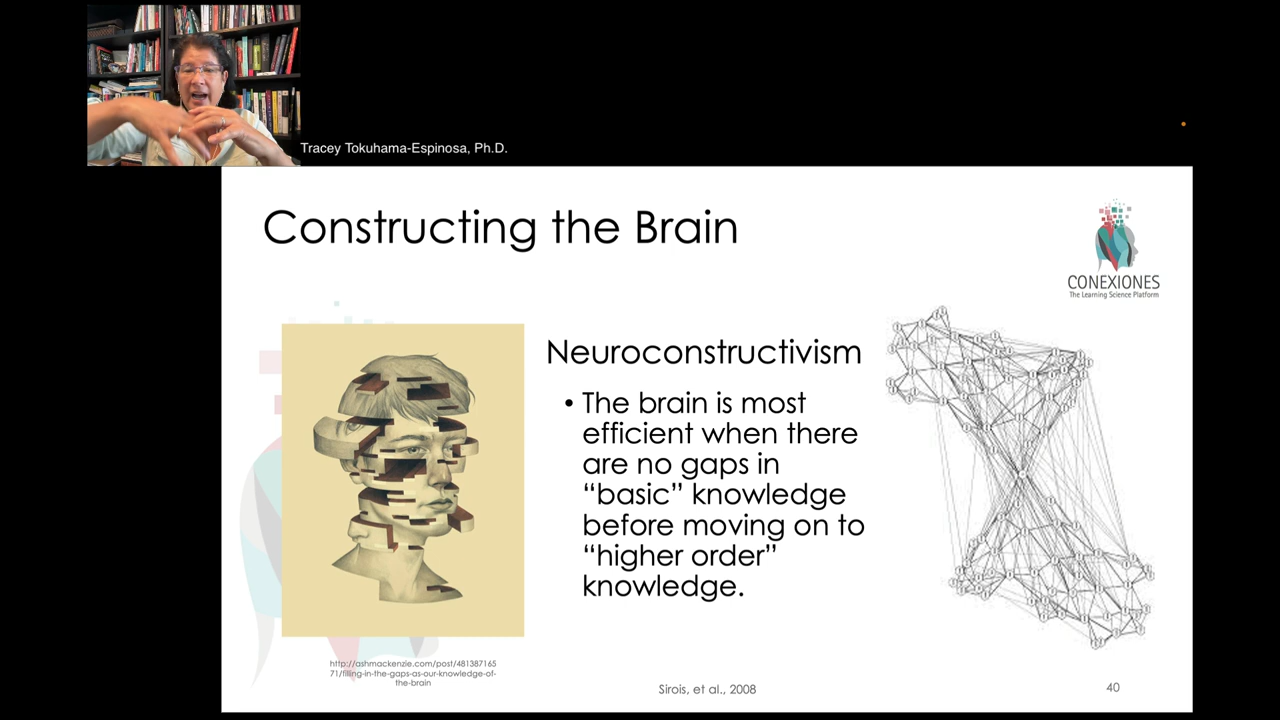 Tracey Tokuhama-Espinosa, Ph.D.
Constructing the Brain
CONEXIONES
The Learning Science Platform
Neuroconstructivism
• The brain is most
efficient when there
are no gaps in
“basic” knowledge
before moving on to
“higher order”
knowledge.
http://ashmackenzie.com/post/481387165
71/filling-in-the-gaps-as-our-knowledge-of-
the-brain
Sirois, et al., 2008
40